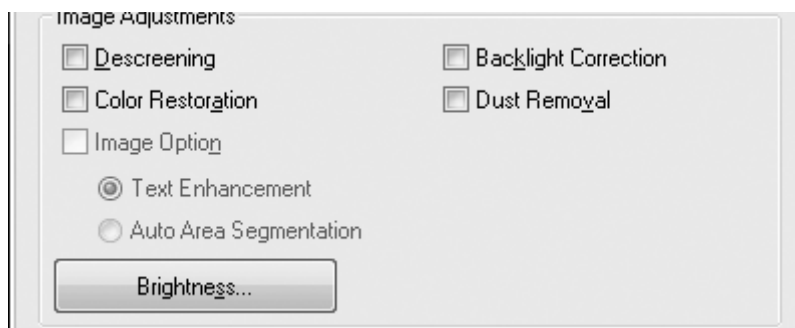 Image Adjustments
Descreening Backlight Correction
Color Restoration Dust Removal
Image Option
Text Enhancement
Auto Area Segmentation
Brightness...